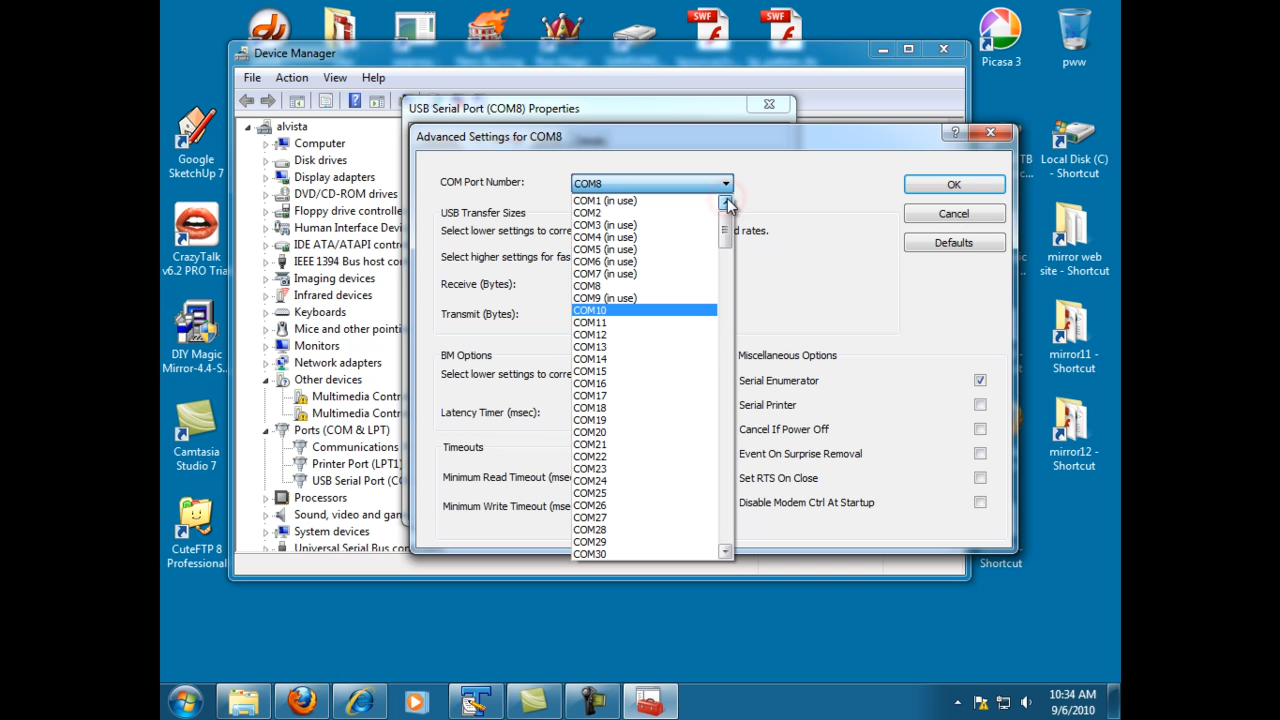 SWF
SWF
Picasa 3
pww
Google
SketchUp 7
CrazyTalk
v6.2 PRO Tria
DIY Magic
Mirror-4.4-S...
Camtasia
Studio 7
CuteFTP 8
Professional
Local Disk (C)
- Shortcut
mirror web
site - Shortcut
mirror11 -
Shortcut
mirror12 -
Shortcut
Shortcut
Device Manager
File Action View Help
alvista
Computer
Disk drives
Display adapters
DVD/CD-ROM drives
Floppy drive controlle
Human Interface Devi
IDE ATA/ATAPI contro
IEEE 1394 Bus host co
Imaging devices
Infrared devices
Keyboards
Mice and other pointi
Monitors
Network adapters
Other devices
Multimedia Contr
Multimedia Contr
Ports (COM & LPT)
Communications
Printer Port (LPT1)
USB Serial Port (CO
Processors
Sound, video and gam
System devices
Universal Serial Bus co
USB Serial Port (COM8) Properties
Advanced Settings for COM8
COM Port Number:
COM8
USB Transfer Sizes
Select lower settings to corre
d rates.
Select higher settings for fas
Receive (Bytes):
Transmit (Bytes):
BM Options
Select lower settings to corre
Latency Timer (msec):
Timeouts
Minimum Read Timeout (mse
Minimum Write Timeout (mse
COM1 (in use)
COM2
COM3 (in use)
COM4 (in use)
COM5 (in use)
COM6 (in use)
COM7 (in use)
COM8
COM9 (in use)
COM10
COM11
COM12
COM13
COM14
COM15
COM16
COM17
COM18
COM19
COM20
COM21
COM22
COM23
COM24
COM25
COM26
COM27
COM28
COM29
COM30
OK
Cancel
Defaults
Miscellaneous Options
Serial Enumerator
Serial Printer
Cancel If Power Off
Event On Surprise Removal
Set RTS On Close
Disable Modem Ctrl At Startup
10:34 AM
9/6/2010